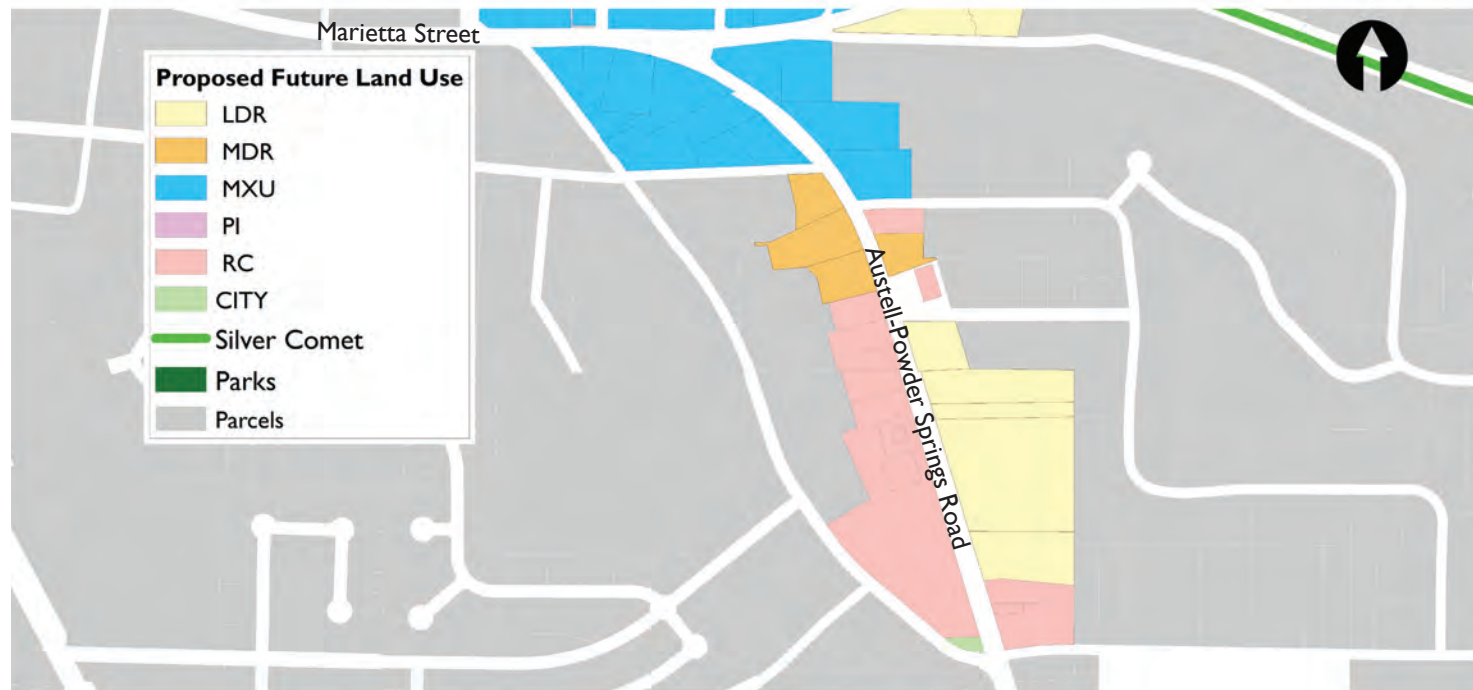 Marietta Street
Proposed Future Land Use
LDR
MDR
MXU
PI
RC
CITY
Silver Comet
Parks
Parcels
Austell-Powder Springs Road